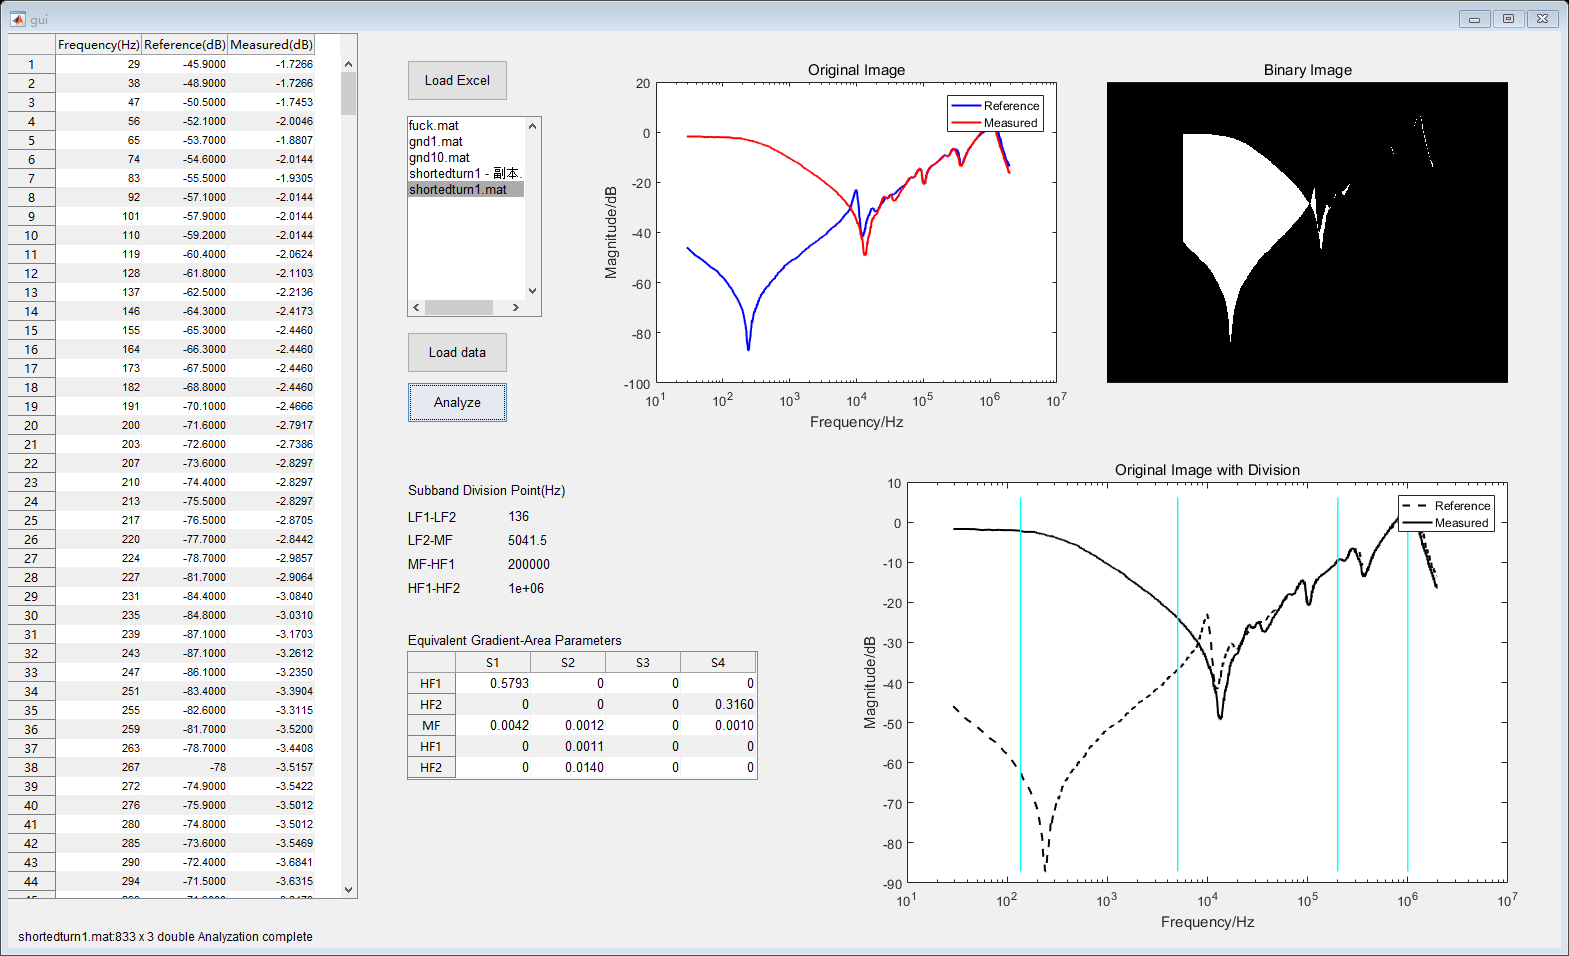 gui
Frequency(Hz) Reference(dB) Measured(dB)
1 29 -45.9000 -1.7266
2 38 -48.9000 -1.7266
3 47 -50.5000 -1.7453
4 56 -52.1000 -2.0046
5 65 -53.7000 -1.8807
6 74 -54.6000 -2.0144
7 83 -55.5000 -1.9305
8 92 -57.1000 -2.0144
9 101 -57.9000 -2.0144
10 110 -59.2000 -2.0144
11 119 -60.4000 -2.0624
12 128 -61.8000 -2.1103
13 137 -62.5000 -2.2136
14 146 -64.3000 -2.4173
15 155 -65.3000 -2.4460
16 164 -66.3000 -2.4460
17 173 -67.5000 -2.4460
18 182 -68.8000 -2.4460
19 191 -70.1000 -2.4666
20 200 -71.6000 -2.7917
21 203 -72.6000 -2.7386
22 207 -73.6000 -2.8297
23 210 -74.4000 -2.8297
24 213 -75.5000 -2.8297
25 217 -76.5000 -2.8705
26 220 -77.7000 -2.8442
27 224 -78.7000 -2.9857
28 227 -81.7000 -2.9064
29 231 -84.4000 -3.0840
30 235 -84.8000 -3.0310
31 239 -87.1000 -3.1703
32 243 -87.1000 -3.2612
33 247 -86.1000 -3.2350
34 251 -83.4000 -3.3904
35 255 -82.6000 -3.3115
36 259 -81.7000 -3.5200
37 263 -78.7000 -3.4408
38 267 -78 -3.5157
39 272 -74.9000 -3.5422
40 276 -75.9000 -3.5012
41 280 -74.8000 -3.5012
42 285 -73.6000 -3.5469
43 290 -72.4000 -3.6841
44 294 -71.5000 -3.6315
shortedturn1.mat:833 x 3 double Analyzation complete
Load Excel
fuck.mat
gnd1.mat
gnd10.mat
shortedturn1 - 副本.
shortedturn1.mat
Load data
Analyze
Subband Division Point(Hz)
LF1-LF2 136
LF2-MF 5041.5
MF-HF1 200000
HF1-HF2 1e+06
Equivalent Gradient-Area Parameters
S1 S2 S3 S4
HF1 0.5793 0 0 0
HF2 0 0 0 0.3160
MF 0.0042 0.0012 0 0.0010
HF1 0 0.0011 0 0
HF2 0 0.0140 0 0
Original Image
Reference
Measured
20
0
-20
-40
-60
-80
-100
Magnitude/dB
10^1 10^2 10^3 10^4 10^5 10^6 10^7
Frequency/Hz
Binary Image
Original Image with Division
Reference
Measured
10
0
-10
-20
-30
-40
-50
-60
-70
-80
-90
Magnitude/dB
10^1 10^2 10^3 10^4 10^5 10^6 10^7
Frequency/Hz